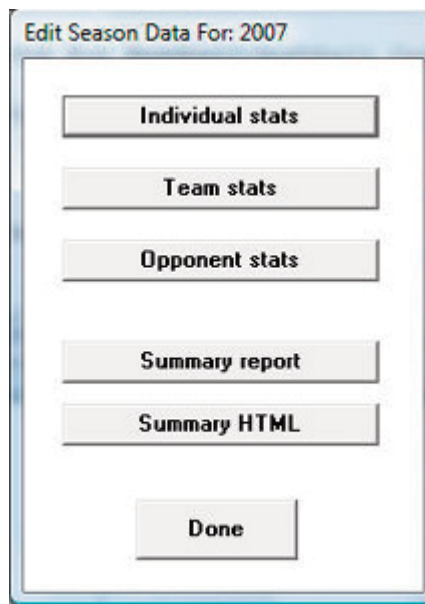 Edit Season Data For: 2007
Individual stats
Team stats
Opponent stats
Summary report
Summary HTML
Done